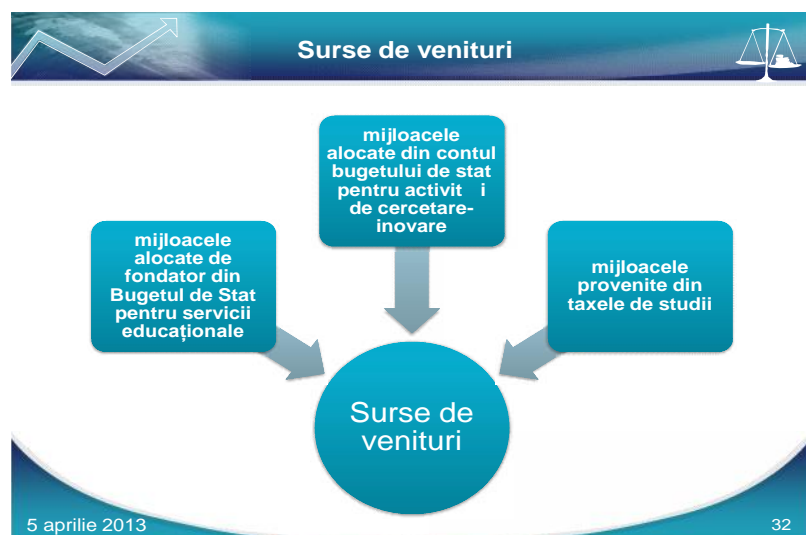 Surse de venituri
mijloacele
alocate din contul
bugetului de stat
pentru activit i
de cercetare-
inovare
mijloacele
alocate de
fondator din
Bugetul de Stat
pentru servicii
educaționale
mijloacele
provenite din
taxele de studii
Surse de
venituri
5 aprilie 2013
32